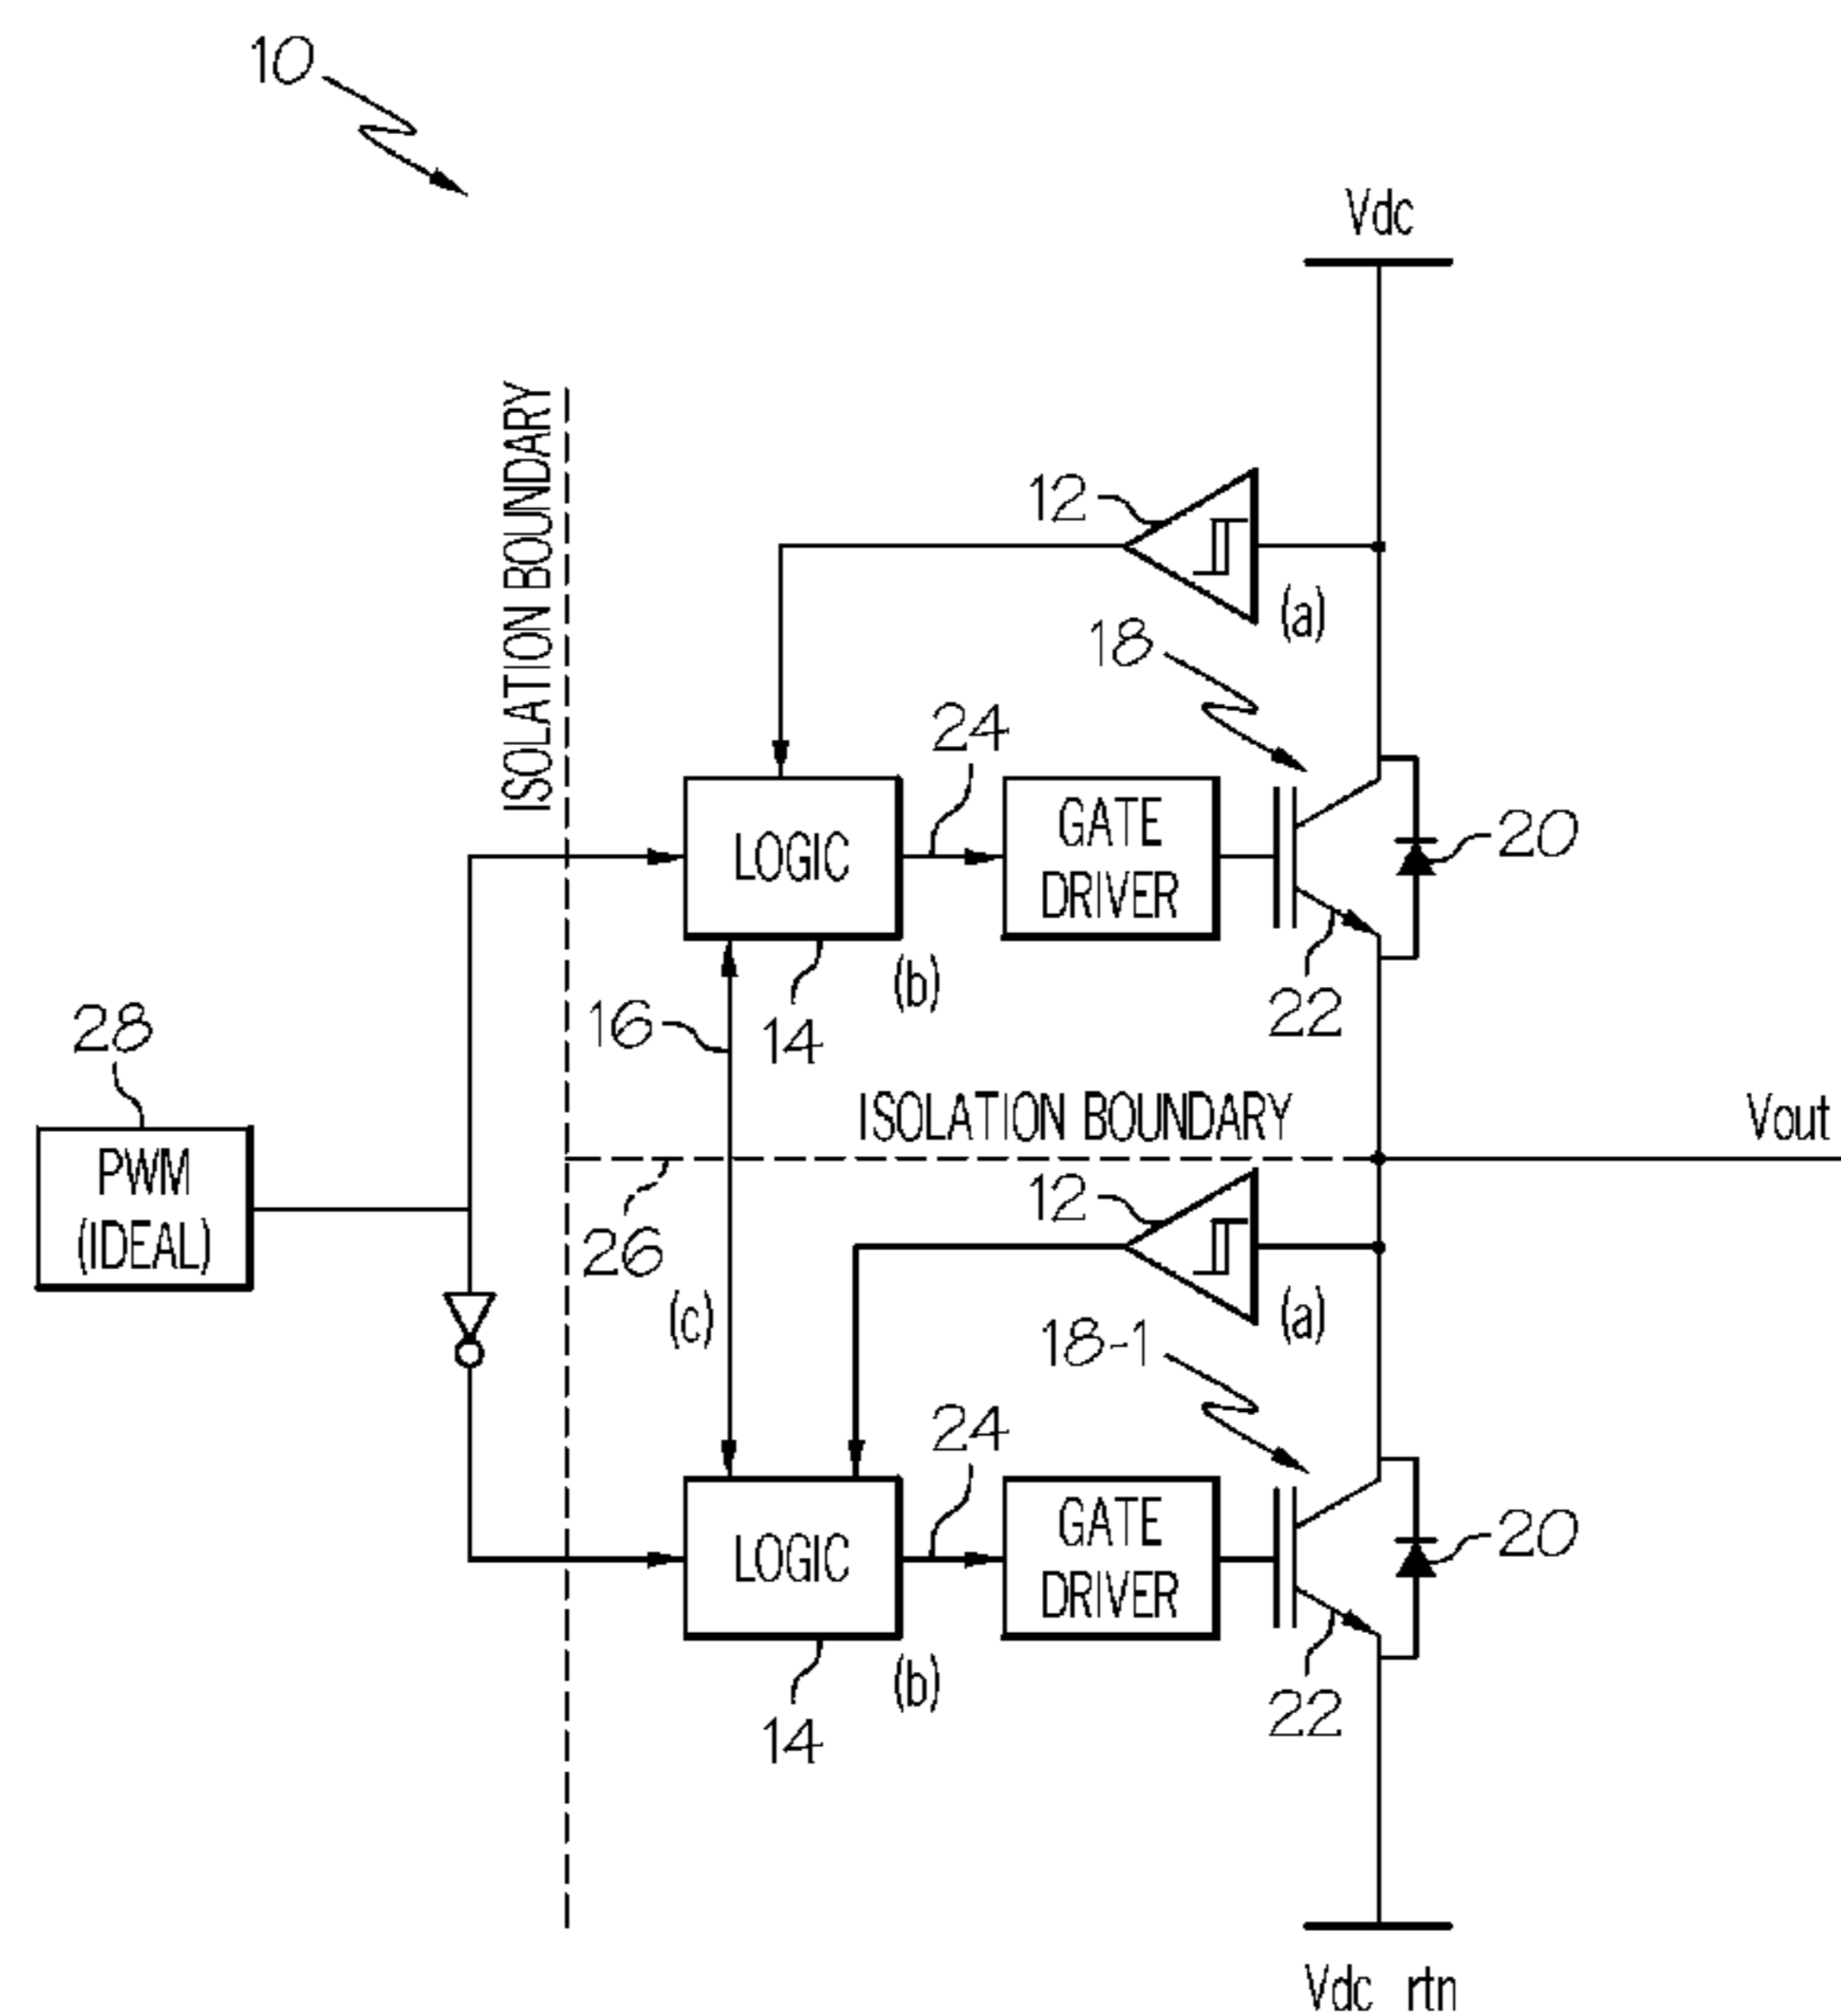 10
Vdc
ISOLATION BOUNDARY
12
(a)
18
24
LOGIC
GATE
DRIVER
20
22
14
(b)
16
28
PWM
(IDEAL)
ISOLATION BOUNDARY
Vout
26
12
(a)
(c)
18-1
24
LOGIC
GATE
DRIVER
20
22
14
(b)
Vdc rtn